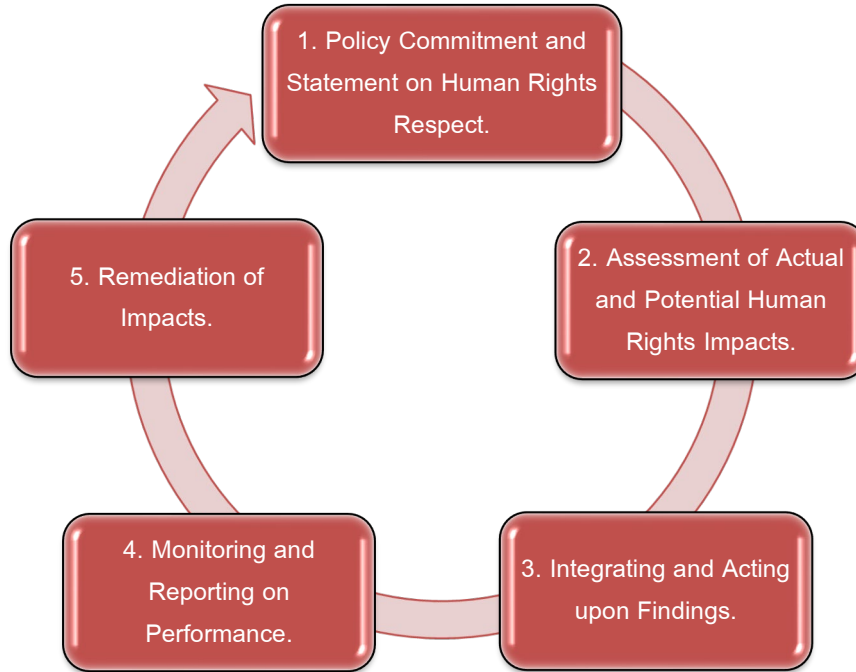 1. Policy Commitment and
Statement on Human Rights
Respect.
2. Assessment of Actual
and Potential Human
Rights Impacts.
3. Integrating and Acting
upon Findings.
4. Monitoring and
Reporting on
Performance.
5. Remediation of
Impacts.